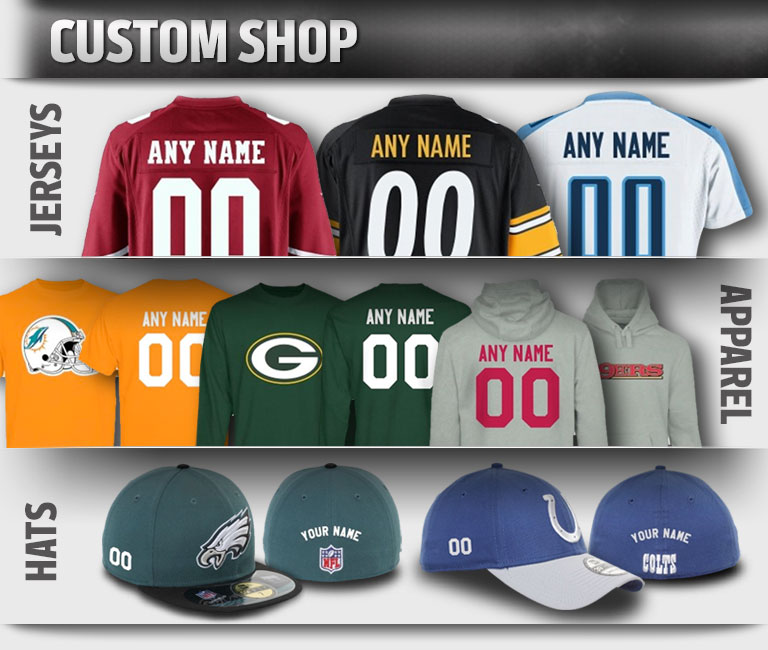 CUSTOM SHOP
JERSEYS
ANY NAME
00
ANY NAME
00
ANY NAME
00
APPAREL
ANY NAME
00
G
ANY NAME
00
ANY NAME
00
9ERS
HATS
00
YOUR NAME
NFL
00
YOUR NAME
COLTS